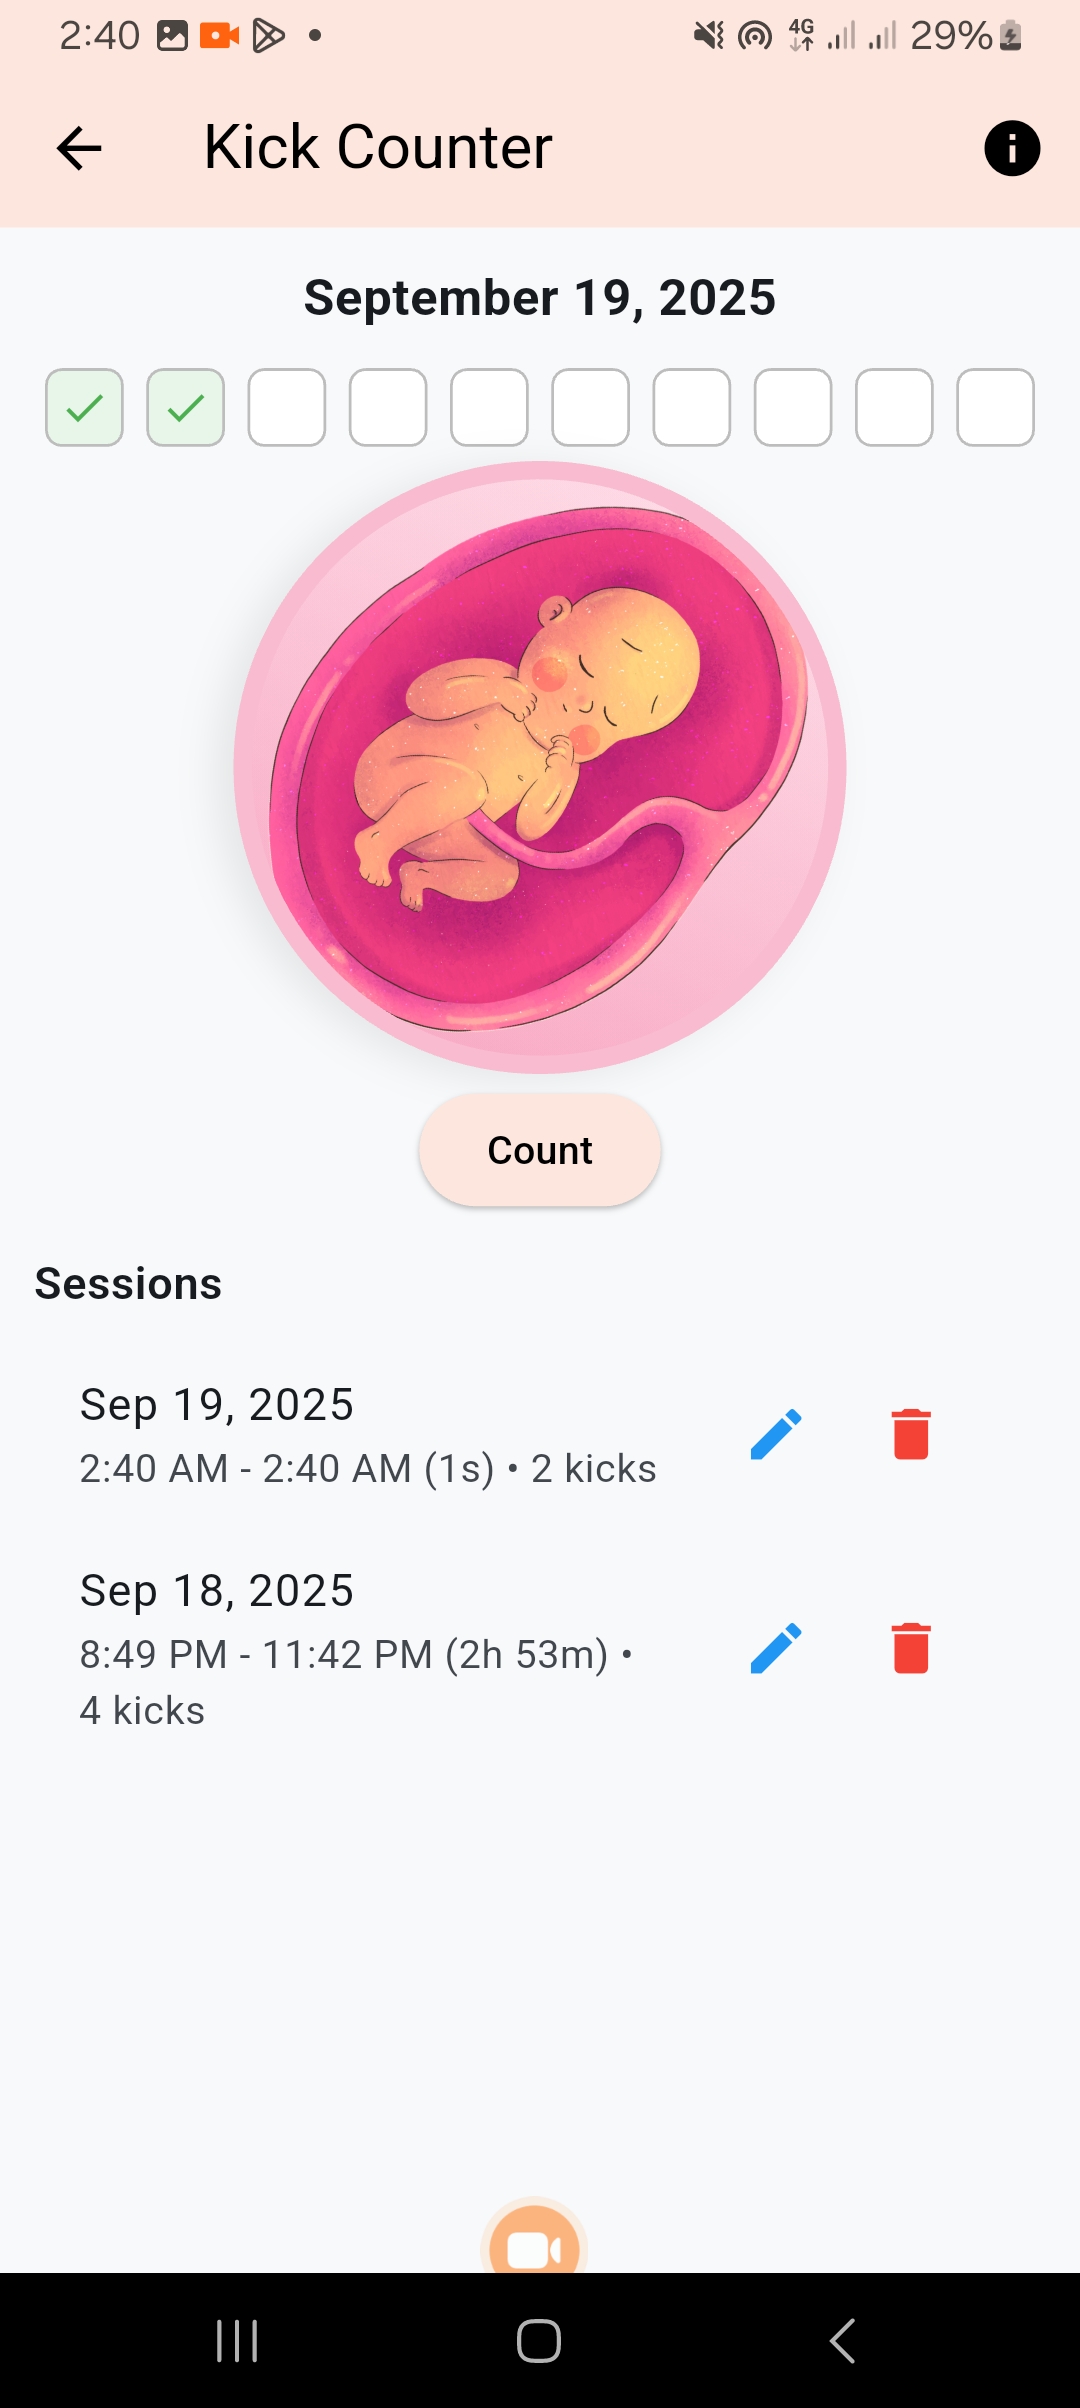 2:40
4G
29%
Kick Counter
September 19, 2025
Count
Sessions
Sep 19, 2025
2:40 AM - 2:40 AM (1s) • 2 kicks
Sep 18, 2025
8:49 PM - 11:42 PM (2h 53m) •
4 kicks